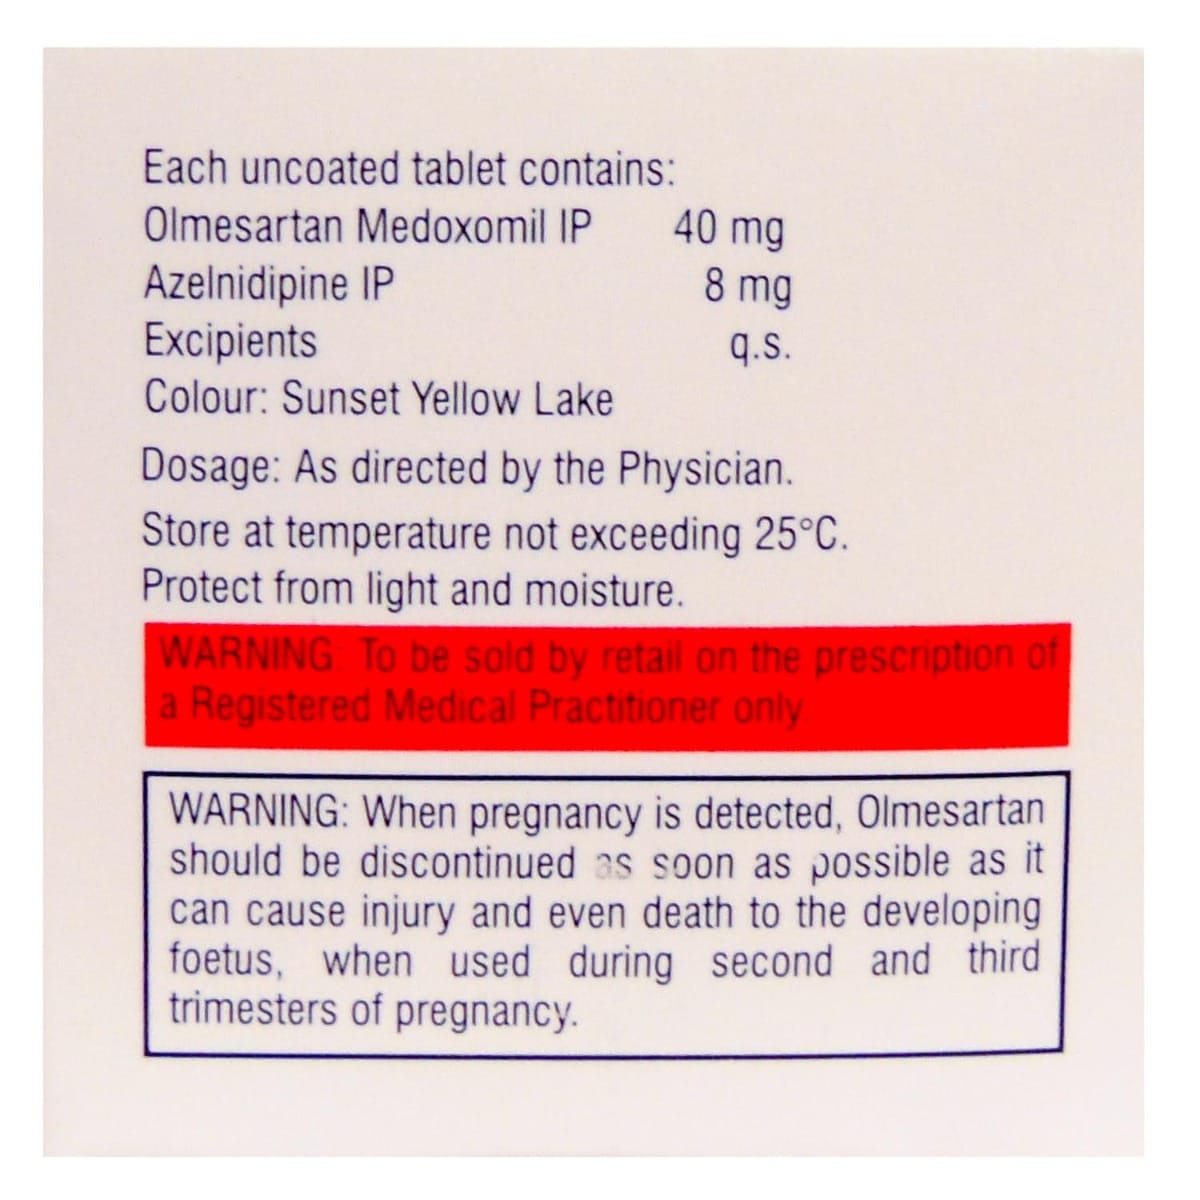 Each uncoated tablet contains:
Olmesartan Medoxomil IP 40 mg
Azelnidipine IP 8 mg
Excipients q.s.
Colour: Sunset Yellow Lake
Dosage: As directed by the Physician.
Store at temperature not exceeding 25°C.
Protect from light and moisture.
WARNING: To be sold by retail on the prescription of
a Registered Medical Practitioner only
WARNING: When pregnancy is detected, Olmesartan
should be discontinued as soon as possible as it
can cause injury and even death to the developing
foetus, when used during second and third
trimesters of pregnancy.